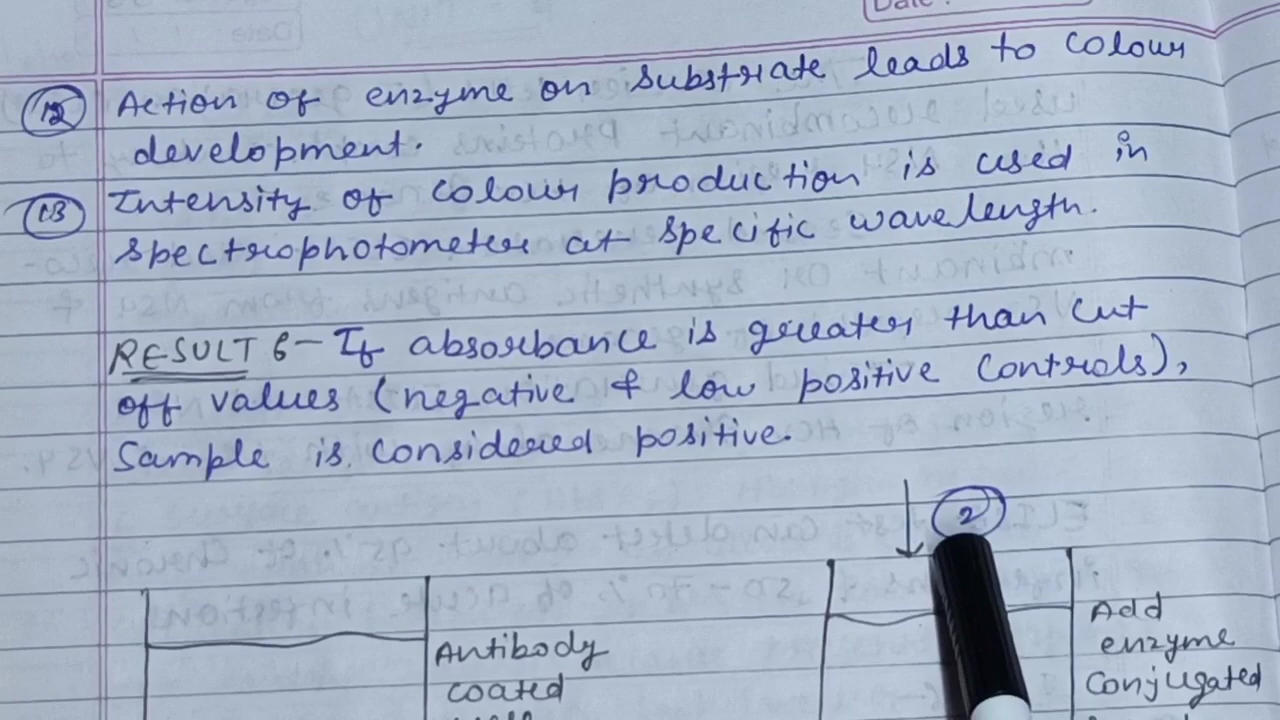 Date :
12 Action of enzyme on substrate leads to colour
development.
13 Intensity of colour production is used in
spectrophotometer at specific wavelength.
RESULT :- If absorbance is greater than cut
off values (negative & low positive controls),
Sample is considered positive.
2
Antibody
coated
Add
enzyme
Conjugated